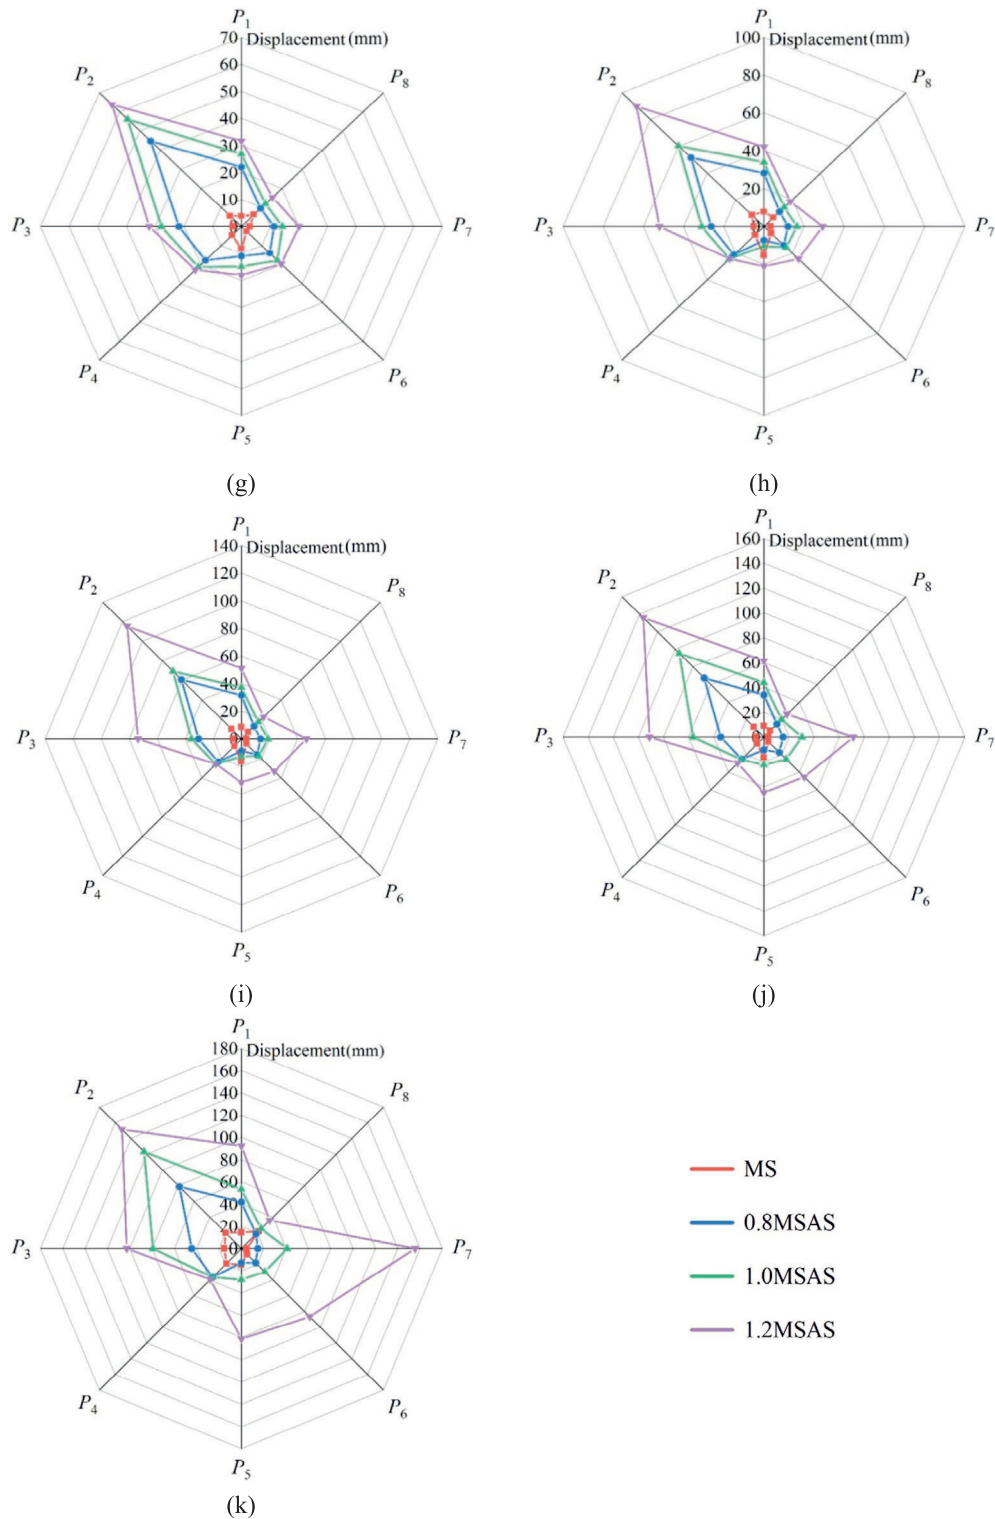 P1
70 Displacement (mm)
60
50
40
30
20
10
0
P2
P8
P3
P7
P4
P6
P5
(g)
P1
100 Displacement (mm)
80
60
40
20
0
P2
P8
P3
P7
P4
P6
P5
(h)
P1
140 Displacement (mm)
120
100
80
60
40
20
0
P2
P8
P3
P7
P4
P6
P5
(i)
P1
160 Displacement (mm)
140
120
100
80
60
40
20
0
P2
P8
P3
P7
P4
P6
P5
(j)
P1
180 Displacement (mm)
160
140
120
100
80
60
40
20
0
P2
P8
P3
P7
P4
P6
P5
(k)
MS
0.8MSAS
1.0MSAS
1.2MSAS